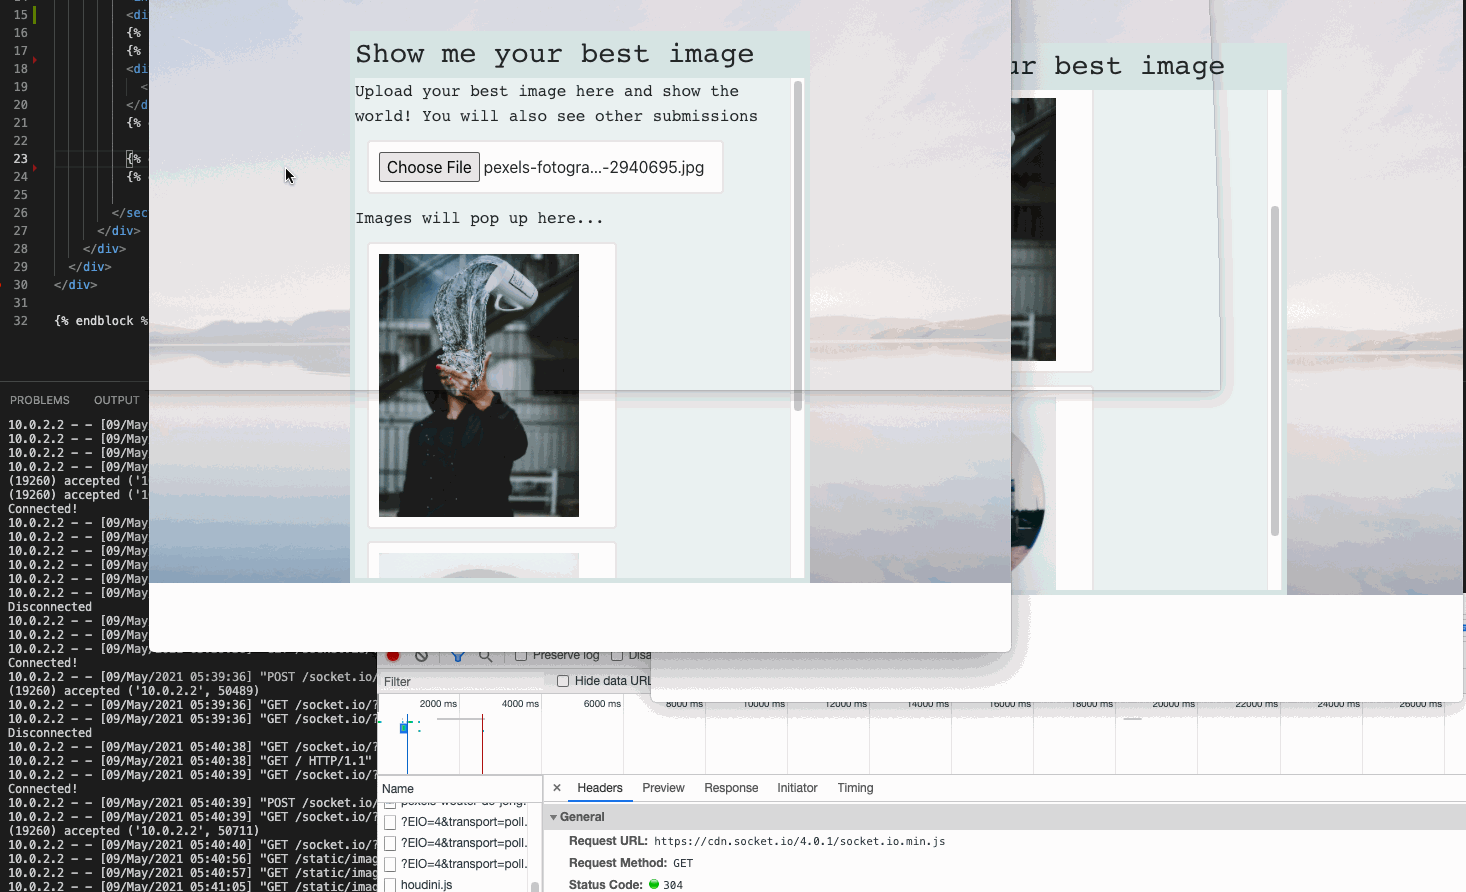 15 <di
16 {%
17 {%
18 <div
19 <
20 </d
21 {%
22
23 {%
24 {%
25
26 </sec
27 </div>
28 </div>
29 </div>
30 </div>
31
32 {% endblock %
PROBLEMS OUTPUT
10.0.2.2 - - [09/May
10.0.2.2 - - [09/May
10.0.2.2 - - [09/May
10.0.2.2 - - [09/May
(19260) accepted ('1
(19260) accepted ('1
Connected!
10.0.2.2 - - [09/May
10.0.2.2 - - [09/May
10.0.2.2 - - [09/May
10.0.2.2 - - [09/May
10.0.2.2 - - [09/May
10.0.2.2 - - [09/May
Disconnected
10.0.2.2 - - [09/May
10.0.2.2 - - [09/May
10.0.2.2 - - [09/May
Connected!
10.0.2.2 - - [09/May/2021 05:39:36] "POST /socket.io/
(19260) accepted ('10.0.2.2', 50489)
10.0.2.2 - - [09/May/2021 05:39:36] "GET /socket.io/?
10.0.2.2 - - [09/May/2021 05:39:36] "GET /socket.io/?
Disconnected
10.0.2.2 - - [09/May/2021 05:40:38] "GET /socket.io/?
10.0.2.2 - - [09/May/2021 05:40:38] "GET / HTTP/1.1"
10.0.2.2 - - [09/May/2021 05:40:39] "GET /socket.io/?
Connected!
10.0.2.2 - - [09/May/2021 05:40:39] "POST /socket.io/
10.0.2.2 - - [09/May/2021 05:40:39] "GET /socket.io/?
(19260) accepted ('10.0.2.2', 50711)
10.0.2.2 - - [09/May/2021 05:40:40] "GET /socket.io/?
10.0.2.2 - - [09/May/2021 05:40:56] "GET /static/imag
10.0.2.2 - - [09/May/2021 05:40:57] "GET /static/imag
10.0.2.2 - - [09/May/2021 05:41:05] "GET /static/imag
Show me your best image
Upload your best image here and show the
world! You will also see other submissions
Choose File pexels-fotogra...-2940695.jpg
Images will pop up here...
ur best image
Preserve log Disa
Filter Hide data URL
2000 ms 4000 ms 6000 ms 8000 ms 10000 ms 12000 ms 14000 ms 16000 ms 18000 ms 20000 ms 22000 ms 24000 ms 26000 ms
Name
?EIO=4&transport=poll.
?EIO=4&transport=poll.
?EIO=4&transport=poll.
houdini.js
× Headers Preview Response Initiator Timing
General
Request URL: https://cdn.socket.io/4.0.1/socket.io.min.js
Request Method: GET
Status Code: 304